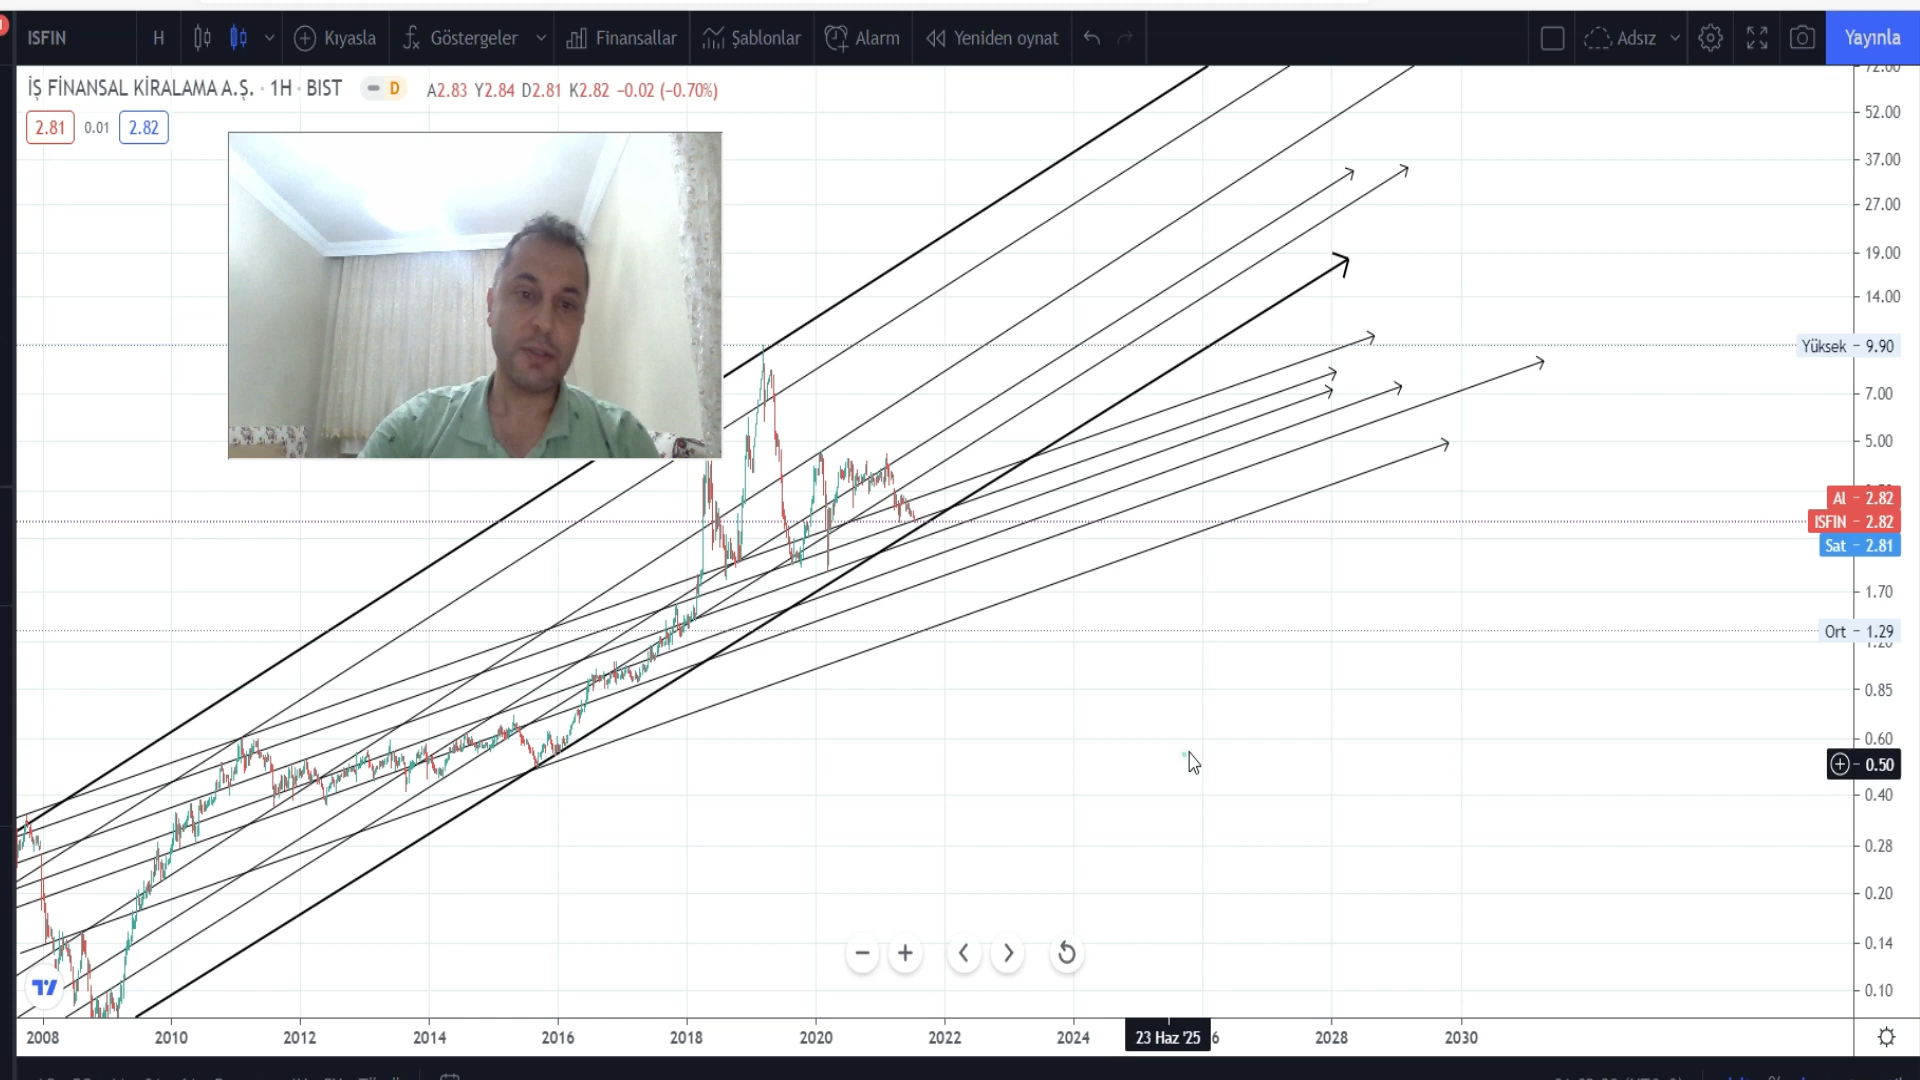 ISFIN H Kıyasla Göstergeler Finansallar Şablonlar Alarm Yeniden oynat Adsız Yayınla
İŞ FİNANSAL KİRALAMA A.Ş. · 1H · BIST D A2.83 Y2.84 D2.81 K2.82 −0.02 (−0.70%)
2.81 0.01 2.82
72.00
52.00
37.00
27.00
19.00
14.00
Yüksek 9.90
7.00
5.00
Al 2.82
ISFIN 2.82
Sat 2.81
1.70
Ort 1.29
1.20
0.85
0.60
0.50
0.40
0.28
0.20
0.14
0.10
2008 2010 2012 2014 2016 2018 2020 2022 2024 23 Haz '25 6 2028 2030